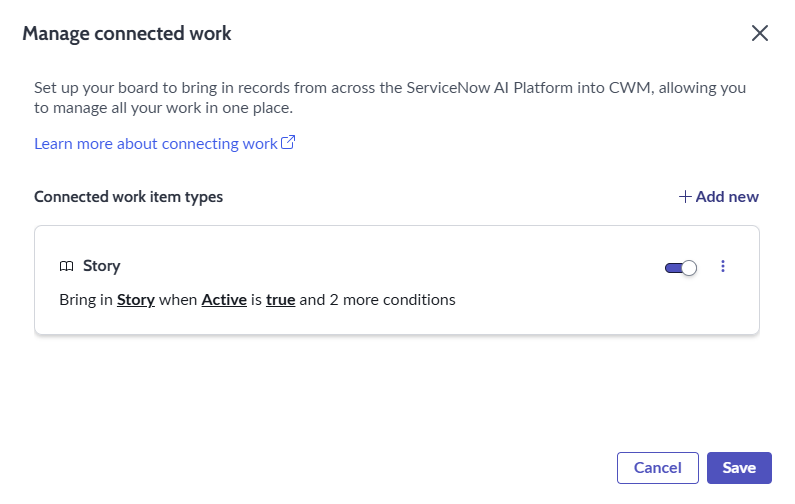 Manage connected work
Set up your board to bring in records from across the ServiceNow AI Platform into CWM, allowing you
to manage all your work in one place.
Learn more about connecting work
Connected work item types
Add new
Story
Bring in Story when Active is true and 2 more conditions
Cancel
Save